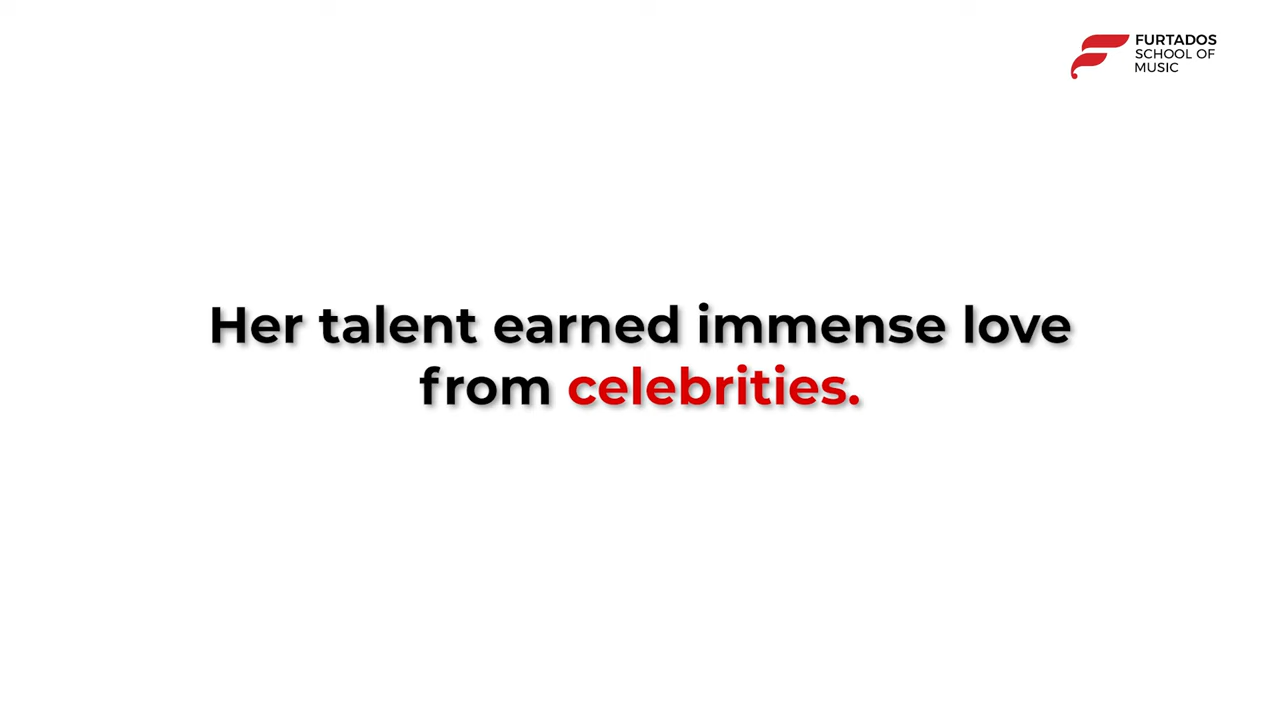 FURTADOS
SCHOOL OF
MUSIC
Her talent earned immense love
from celebrities.